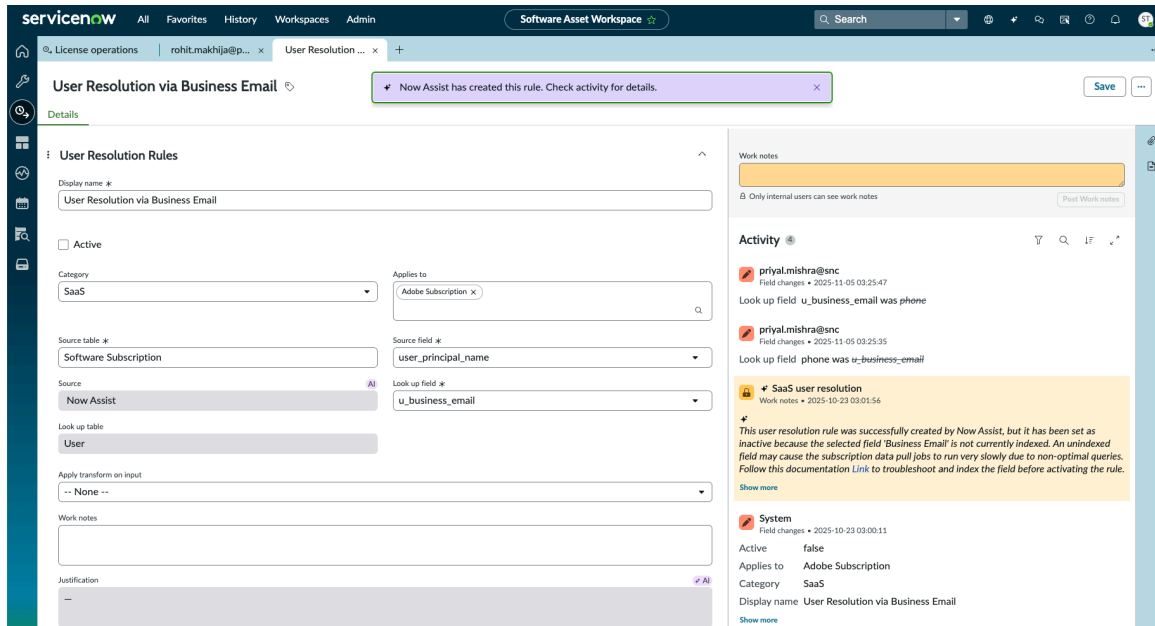 servicenow All Favorites History Workspaces Admin Software Asset Workspace Search ST
License operations rohit.makhija@p... × User Resolution ... × +
User Resolution via Business Email
Now Assist has created this rule. Check activity for details. ×
Save ...
Details
User Resolution Rules
Display name *
User Resolution via Business Email
Active
Category
SaaS
Applies to
Adobe Subscription ×
Source table *
Software Subscription
Source field *
user_principal_name
Source AI
Now Assist
Look up field *
u_business_email
Look up table
User
Apply transform on input
-- None --
Work notes
Justification AI
—
Work notes
Only internal users can see work notes
Post Work notes
Activity 4
priyal.mishra@snc
Field changes • 2025-11-05 03:25:47
Look up field u_business_email was phone
priyal.mishra@snc
Field changes • 2025-11-05 03:25:35
Look up field phone was u_business_email
SaaS user resolution
Work notes • 2025-10-23 03:01:56
This user resolution rule was successfully created by Now Assist, but it has been set as
inactive because the selected field 'Business Email' is not currently indexed. An unindexed
field may cause the subscription data pull jobs to run very slowly due to non-optimal queries.
Follow this documentation Link to troubleshoot and index the field before activating the rule.
Show more
System
Field changes • 2025-10-23 03:00:11
Active false
Applies to Adobe Subscription
Category SaaS
Display name User Resolution via Business Email
Show more